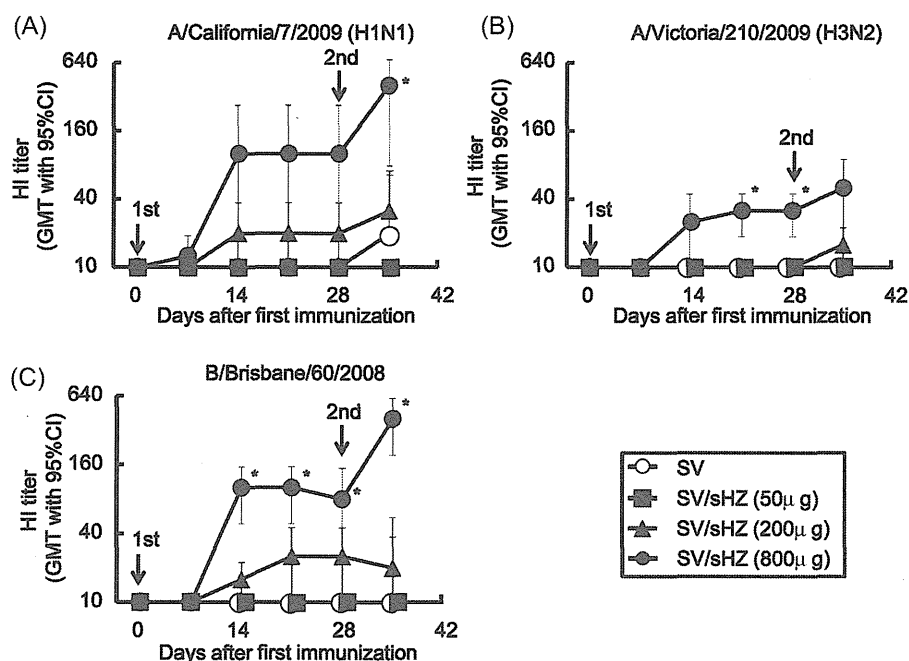 (A)
A/California/7/2009 (H1N1)
HI titer
(GMT with 95%CI)
640
160
40
10
1st
2nd
*
0
14
28
42
Days after first immunization
(B)
A/Victoria/210/2009 (H3N2)
HI titer
(GMT with 95%CI)
640
160
40
10
1st
2nd
*
*
0
14
28
42
Days after first immunization
(C)
B/Brisbane/60/2008
HI titer
(GMT with 95%CI)
640
160
40
10
1st
2nd
*
*
*
*
0
14
28
42
Days after first immunization
SV
SV/sHZ (50μ g)
SV/sHZ (200μ g)
SV/sHZ (800μ g)